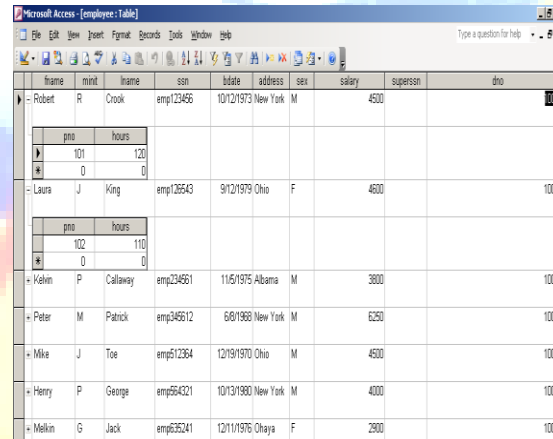 Microsoft Access - [employee : Table]
File Edit View Insert Format Records Tools Window Help Type a question for help
fname minit lname ssn bdate address sex salary superssn dno
Robert R Crook emp123456 10/12/1973 New York M 4500 100
pno hours
101 120
0 0
Laura J King emp126543 9/12/1979 Ohio F 4600
pno hours
102 110
0 0
Kelvin P Callaway emp234561 11/5/1975 Albama M 3800 100
Peter M Patrick emp345612 6/8/1968 New York M 6250 100
Mike J Toe emp512364 12/19/1970 Ohio M 4500 100
Henry P George emp564321 10/13/1980 New York M 4000 100
Melkin G Jack emp635241 12/11/1976 Ohaya F 2900 100